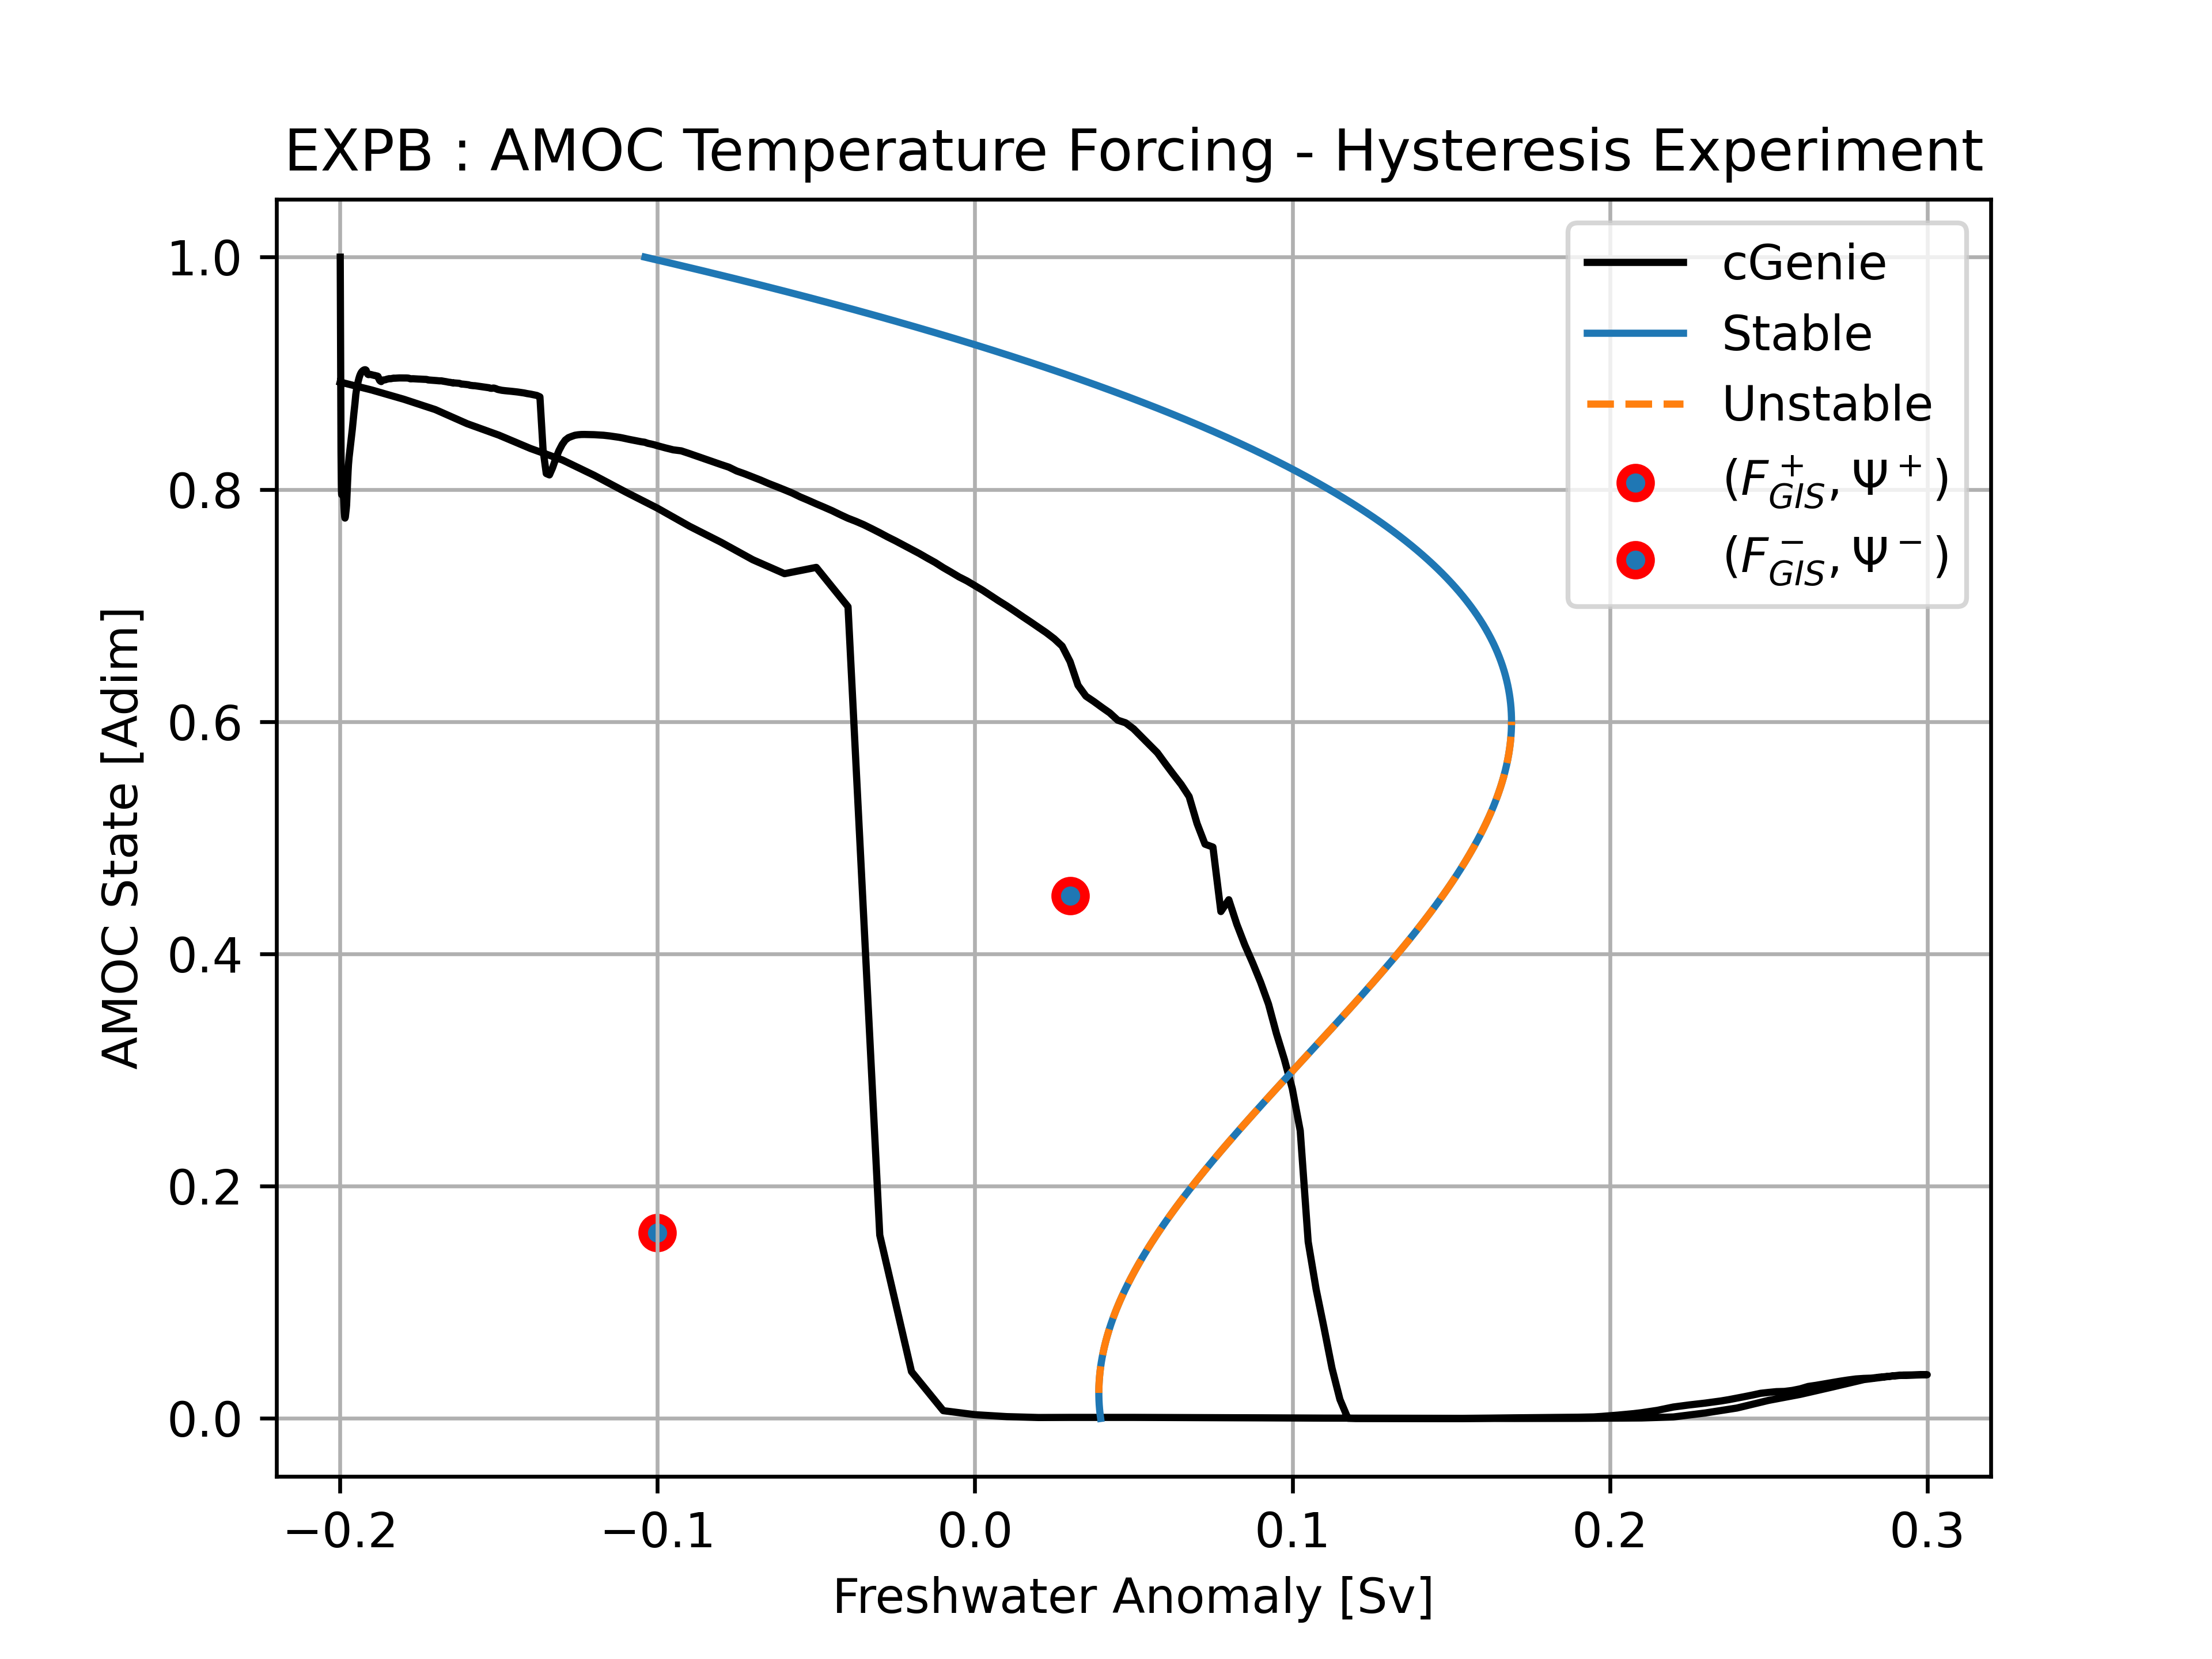 EXPB : AMOC Temperature Forcing - Hysteresis Experiment
cGenie
Stable
Unstable
(F⁺_GIS, Ψ⁺)
(F⁻_GIS, Ψ⁻)
AMOC State [Adim]
1.0
0.8
0.6
0.4
0.2
0.0
−0.2 −0.1 0.0 0.1 0.2 0.3
Freshwater Anomaly [Sv]